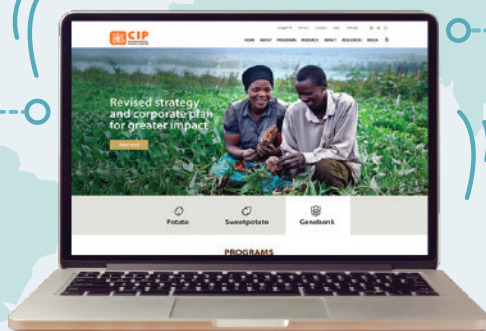 CIP
HOME ABOUT PROGRAMS RESEARCH IMPACT RESOURCES MEDIA
Revised strategy
and corporate plan
for greater impact
Potato Sweetpotato Genebank
PROGRAMS